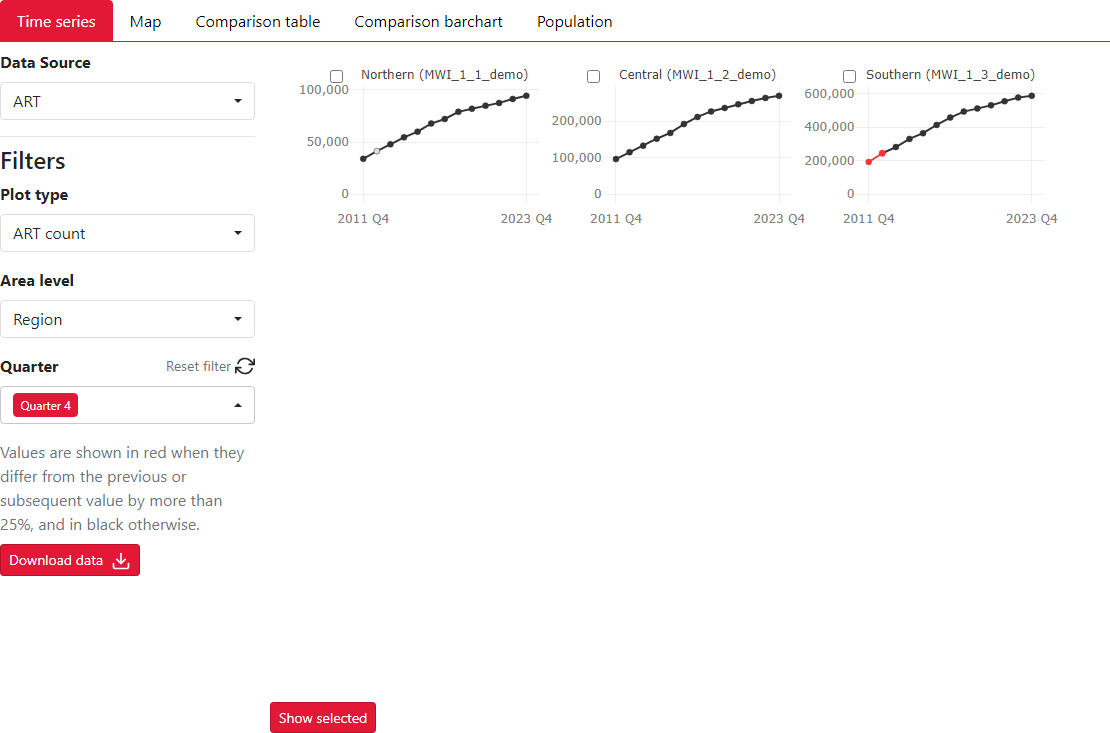 Time series Map Comparison table Comparison barchart Population
Data Source
ART
Filters
Plot type
ART count
Area level
Region
Quarter Reset filter
Quarter 4
Values are shown in red when they
differ from the previous or
subsequent value by more than
25%, and in black otherwise.
Download data
Northern (MWI_1_1_demo)
100,000
50,000
0
2011 Q4 2023 Q4
Central (MWI_1_2_demo)
200,000
100,000
0
2011 Q4 2023 Q4
Southern (MWI_1_3_demo)
600,000
400,000
200,000
0
2011 Q4 2023 Q4
Show selected